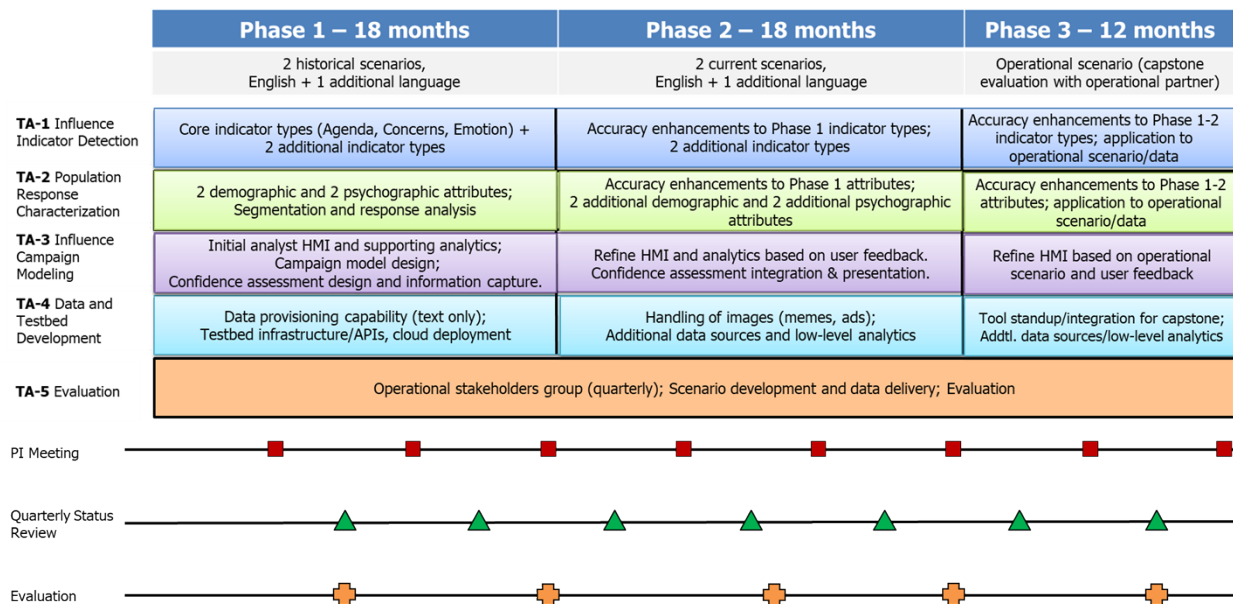 Phase 1 – 18 months
Phase 2 – 18 months
Phase 3 – 12 months
2 historical scenarios,
English + 1 additional language
2 current scenarios,
English + 1 additional language
Operational scenario (capstone
evaluation with operational partner)
TA-1 Influence
Indicator Detection
Core indicator types (Agenda, Concerns, Emotion) +
2 additional indicator types
Accuracy enhancements to Phase 1 indicator types;
2 additional indicator types
Accuracy enhancements to Phase 1-2
indicator types; application to
operational scenario/data
TA-2 Population
Response
Characterization
2 demographic and 2 psychographic attributes;
Segmentation and response analysis
Accuracy enhancements to Phase 1 attributes;
2 additional demographic and 2 additional psychographic
attributes
Accuracy enhancements to Phase 1-2
attributes; application to operational
scenario/data
TA-3 Influence
Campaign
Modeling
Initial analyst HMI and supporting analytics;
Campaign model design;
Confidence assessment design and information capture.
Refine HMI and analytics based on user feedback.
Confidence assessment integration & presentation.
Refine HMI based on operational
scenario and user feedback
TA-4 Data and
Testbed
Development
Data provisioning capability (text only);
Testbed infrastructure/APIs, cloud deployment
Handling of images (memes, ads);
Additional data sources and low-level analytics
Tool standup/integration for capstone;
Addtl. data sources/low-level analytics
TA-5 Evaluation
Operational stakeholders group (quarterly); Scenario development and data delivery; Evaluation
PI Meeting
Quarterly Status
Review
Evaluation